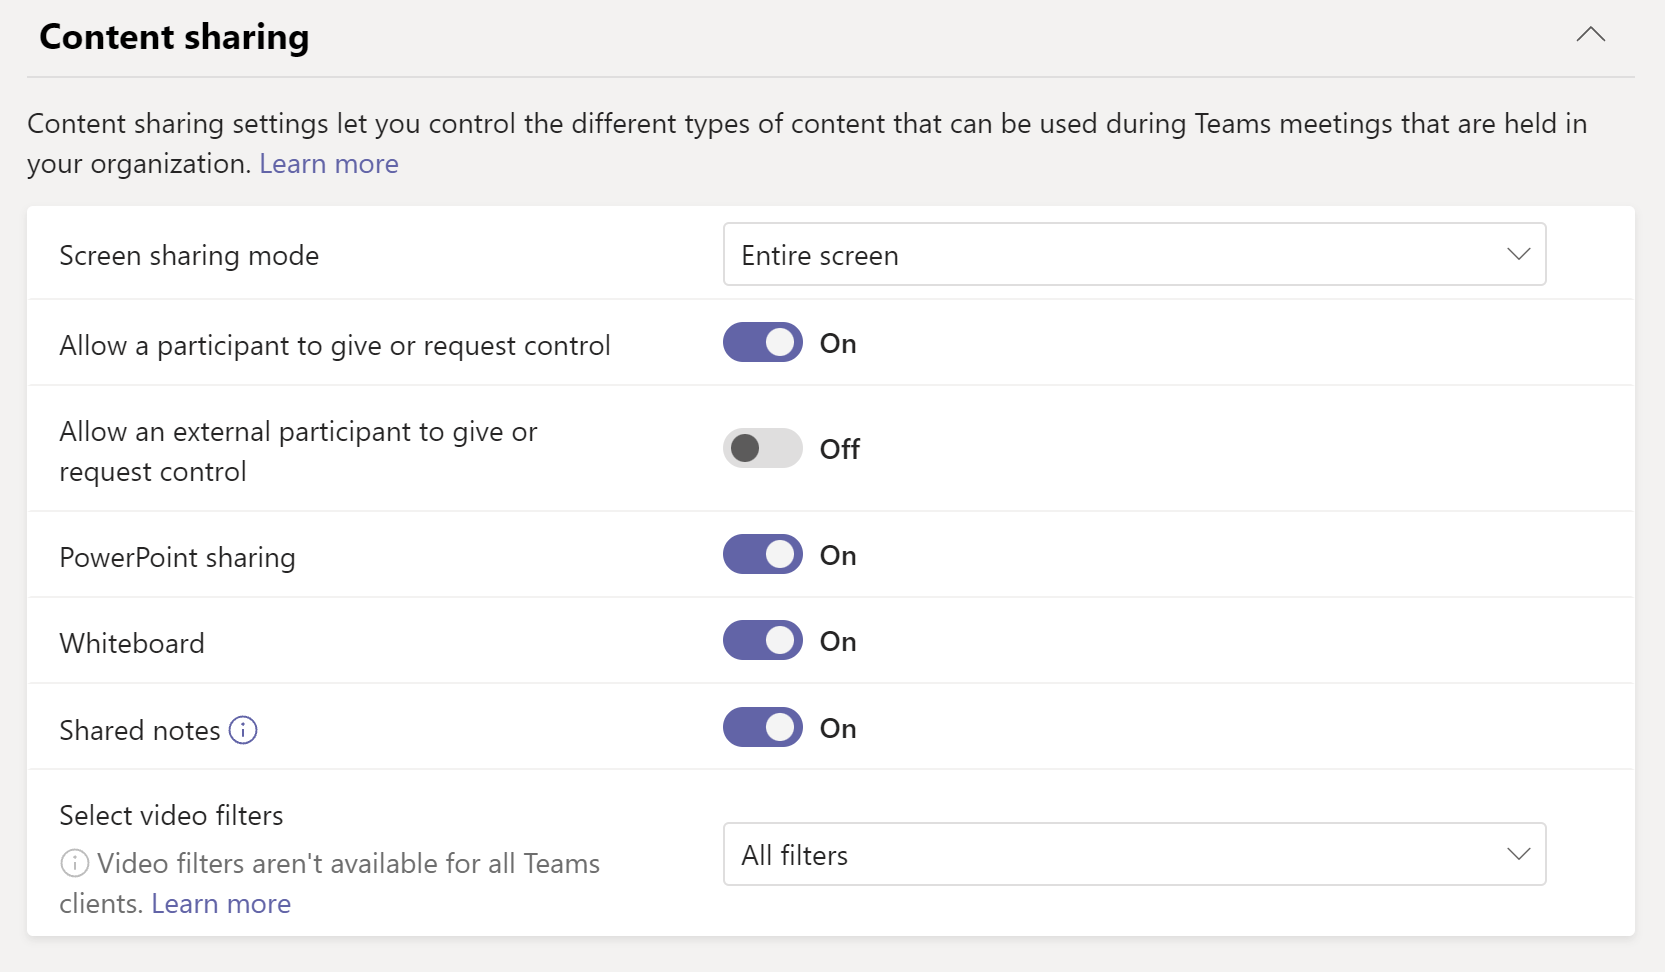 Content sharing
Content sharing settings let you control the different types of content that can be used during Teams meetings that are held in
your organization. Learn more
Screen sharing mode
Entire screen
Allow a participant to give or request control
On
Allow an external participant to give or
request control
Off
PowerPoint sharing
On
Whiteboard
On
Shared notes
On
Select video filters
Video filters aren't available for all Teams
clients. Learn more
All filters